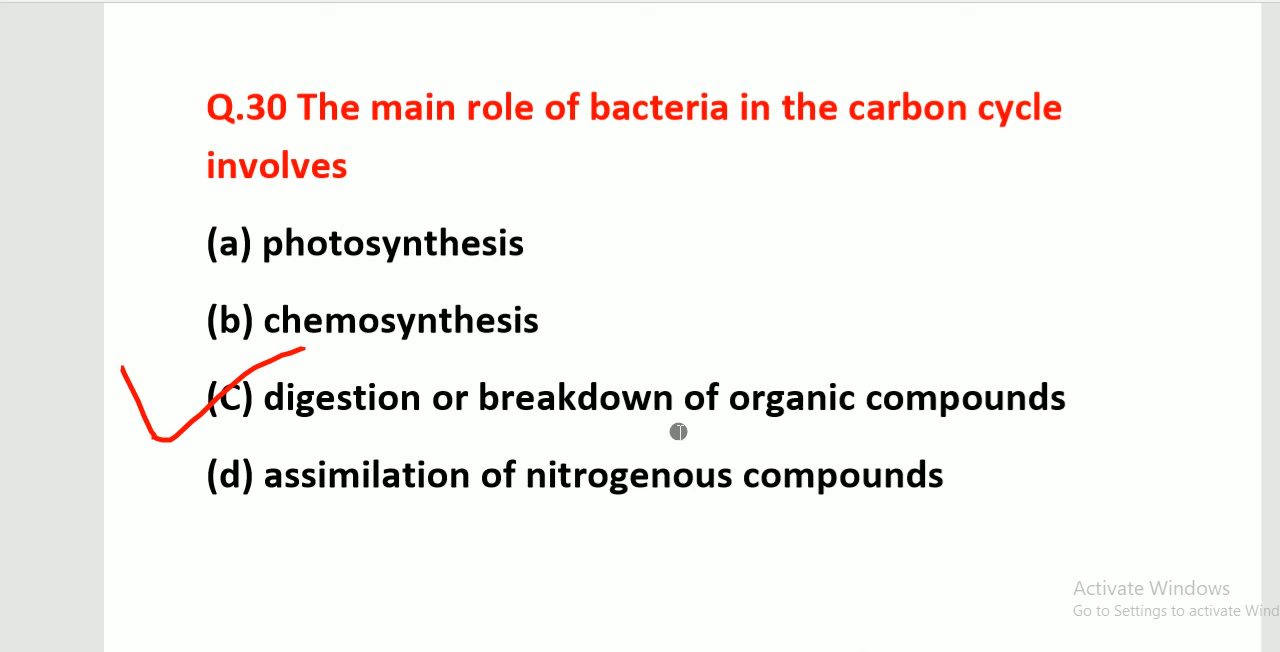 Q.30 The main role of bacteria in the carbon cycle
involves
(a) photosynthesis
(b) chemosynthesis
(C) digestion or breakdown of organic compounds
(d) assimilation of nitrogenous compounds
Activate Windows
Go to Settings to activate Wind